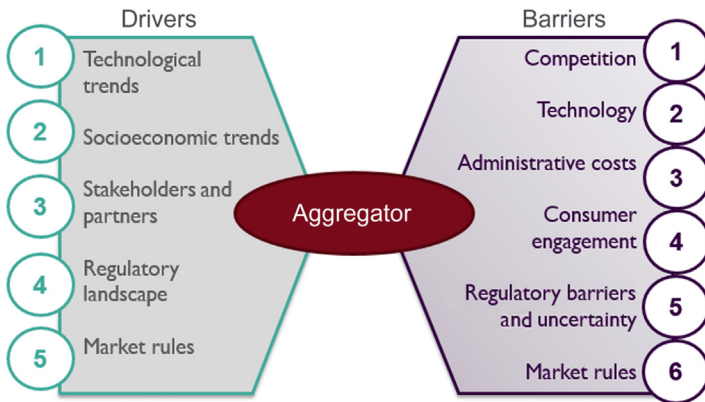 Drivers
1
Technological
trends
2
Socioeconomic trends
3
Stakeholders and
partners
4
Regulatory
landscape
5
Market rules
Aggregator
Barriers
Competition
1
Technology
2
Administrative costs
3
Consumer
engagement
4
Regulatory barriers
and uncertainty
5
Market rules
6